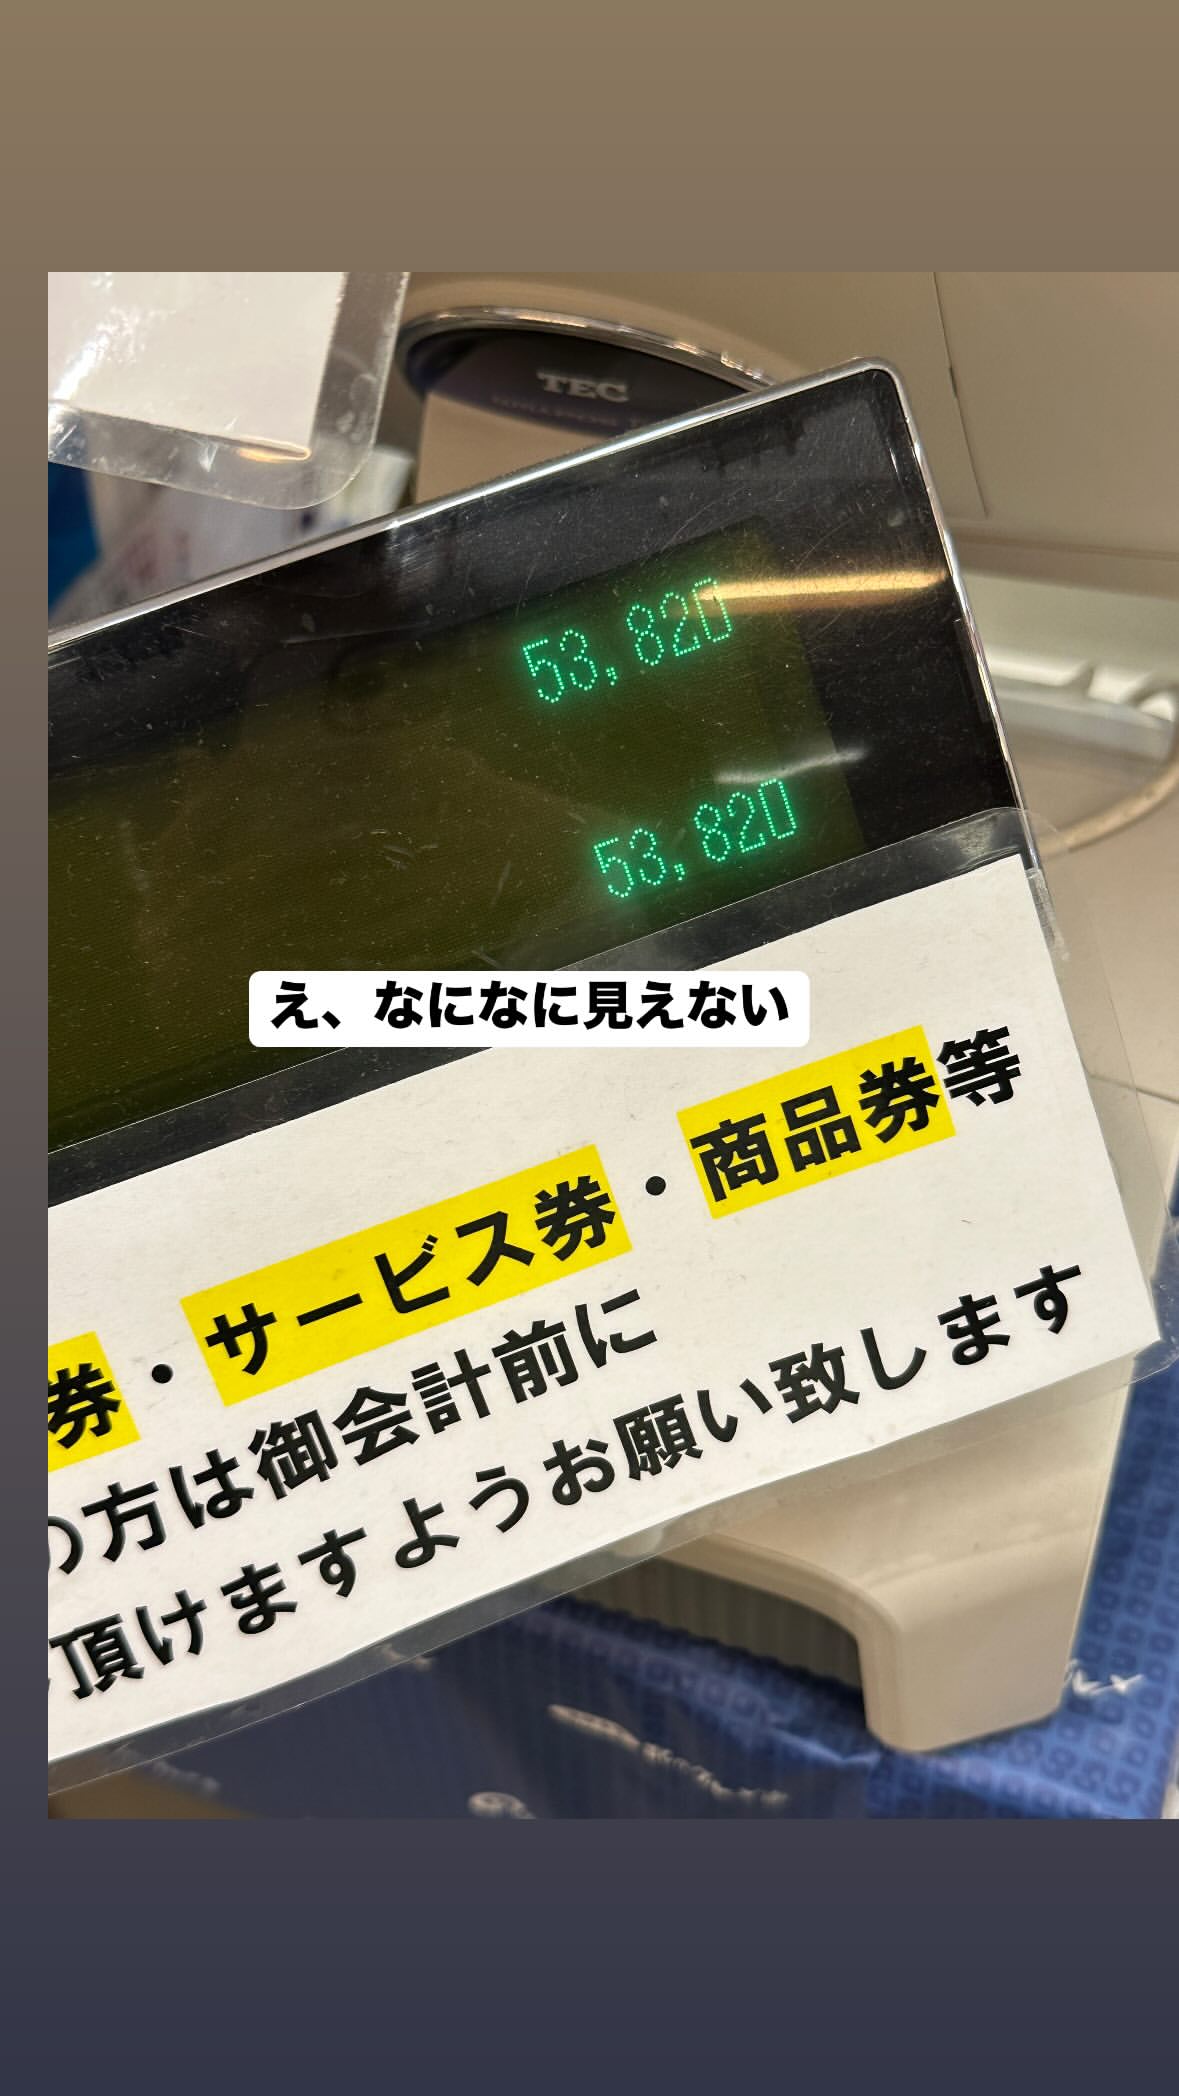 TEC
53,820
53,820
え、なになに見えない
券・サービス券・商品券等
の方は御会計前に
頂けますようお願い致します